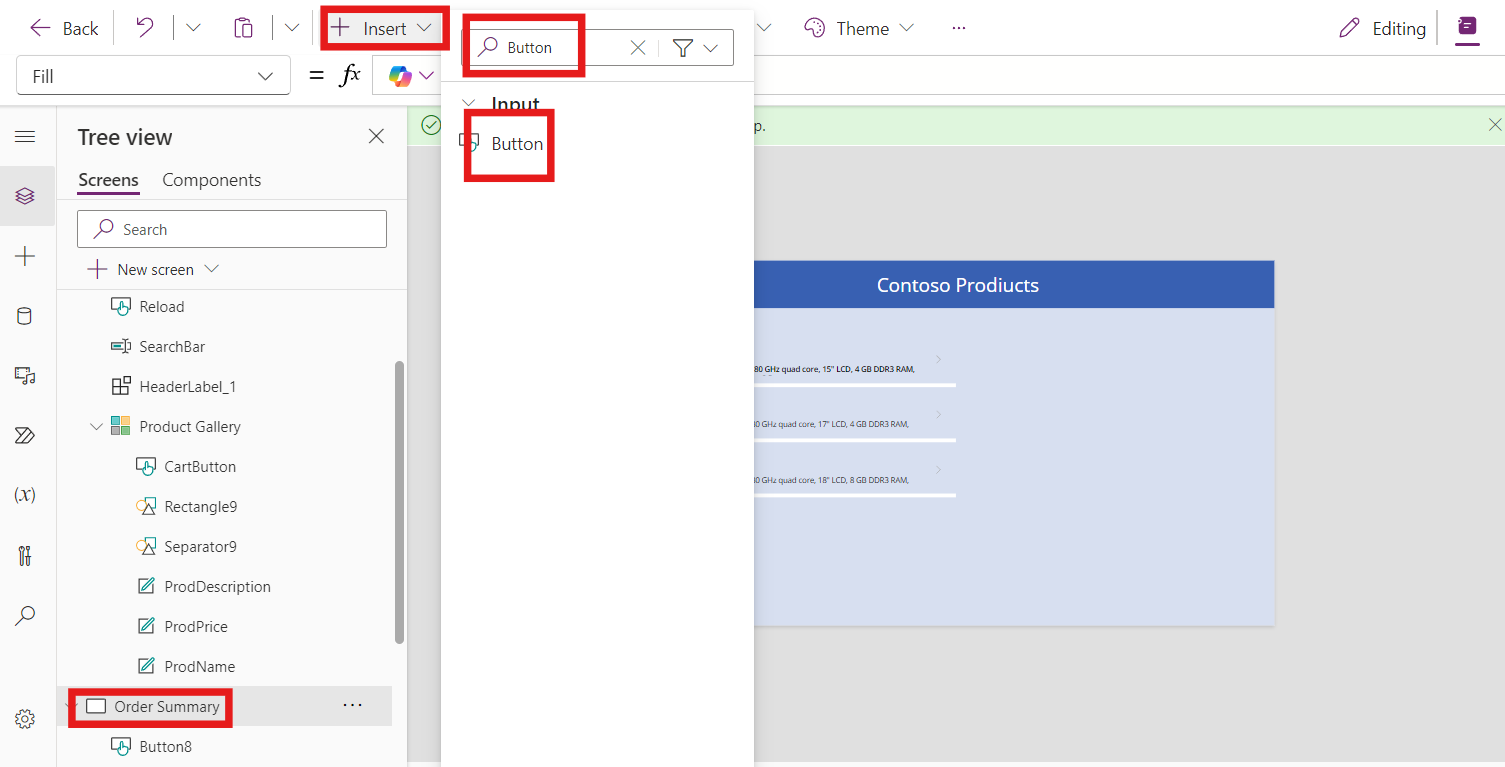 Back
Insert
Button
Theme
...
Editing
Fill
= fx
Input
Button
Tree view
Screens
Components
Search
New screen
Reload
SearchBar
HeaderLabel_1
Product Gallery
CartButton
Rectangle9
Separator9
ProdDescription
ProdPrice
ProdName
Order Summary
...
Button8
(x)
p.
Contoso Prodiucts
80 GHz quad core, 15" LCD, 4 GB DDR3 RAM,
0 GHz quad core, 17" LCD, 4 GB DDR3 RAM,
0 GHz quad core, 18" LCD, 8 GB DDR3 RAM,